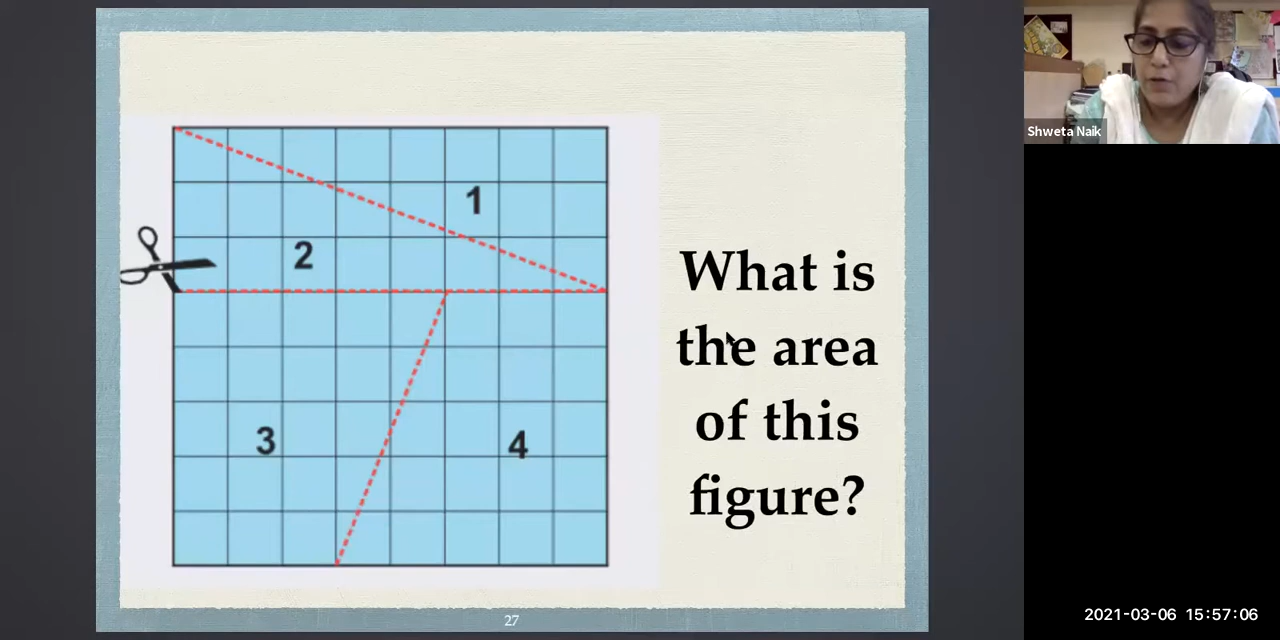 1
2
3
4
What is
the area
of this
figure?
27
Shweta Naik
2021-03-06 15:57:06